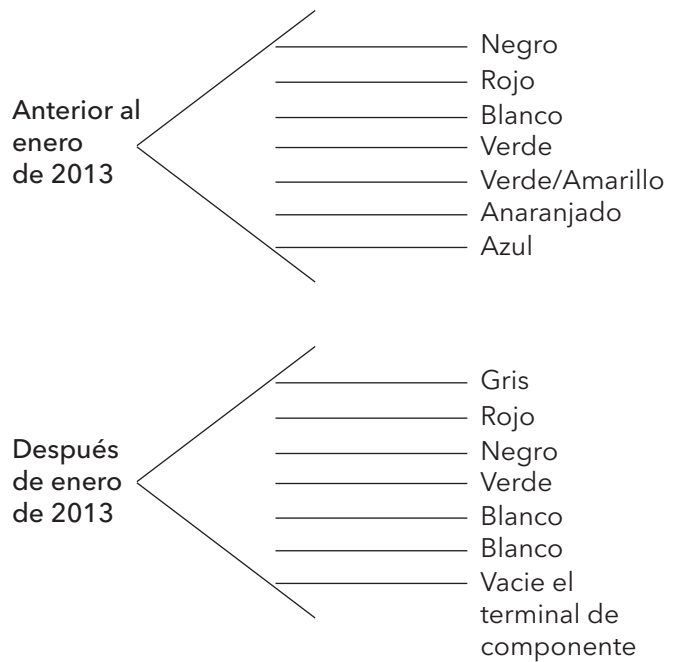 Anterior al
enero
de 2013
Negro
Rojo
Blanco
Verde
Verde/Amarillo
Anaranjado
Azul
Después
de enero
de 2013
Gris
Rojo
Negro
Verde
Blanco
Blanco
Vacie el
terminal de
componente